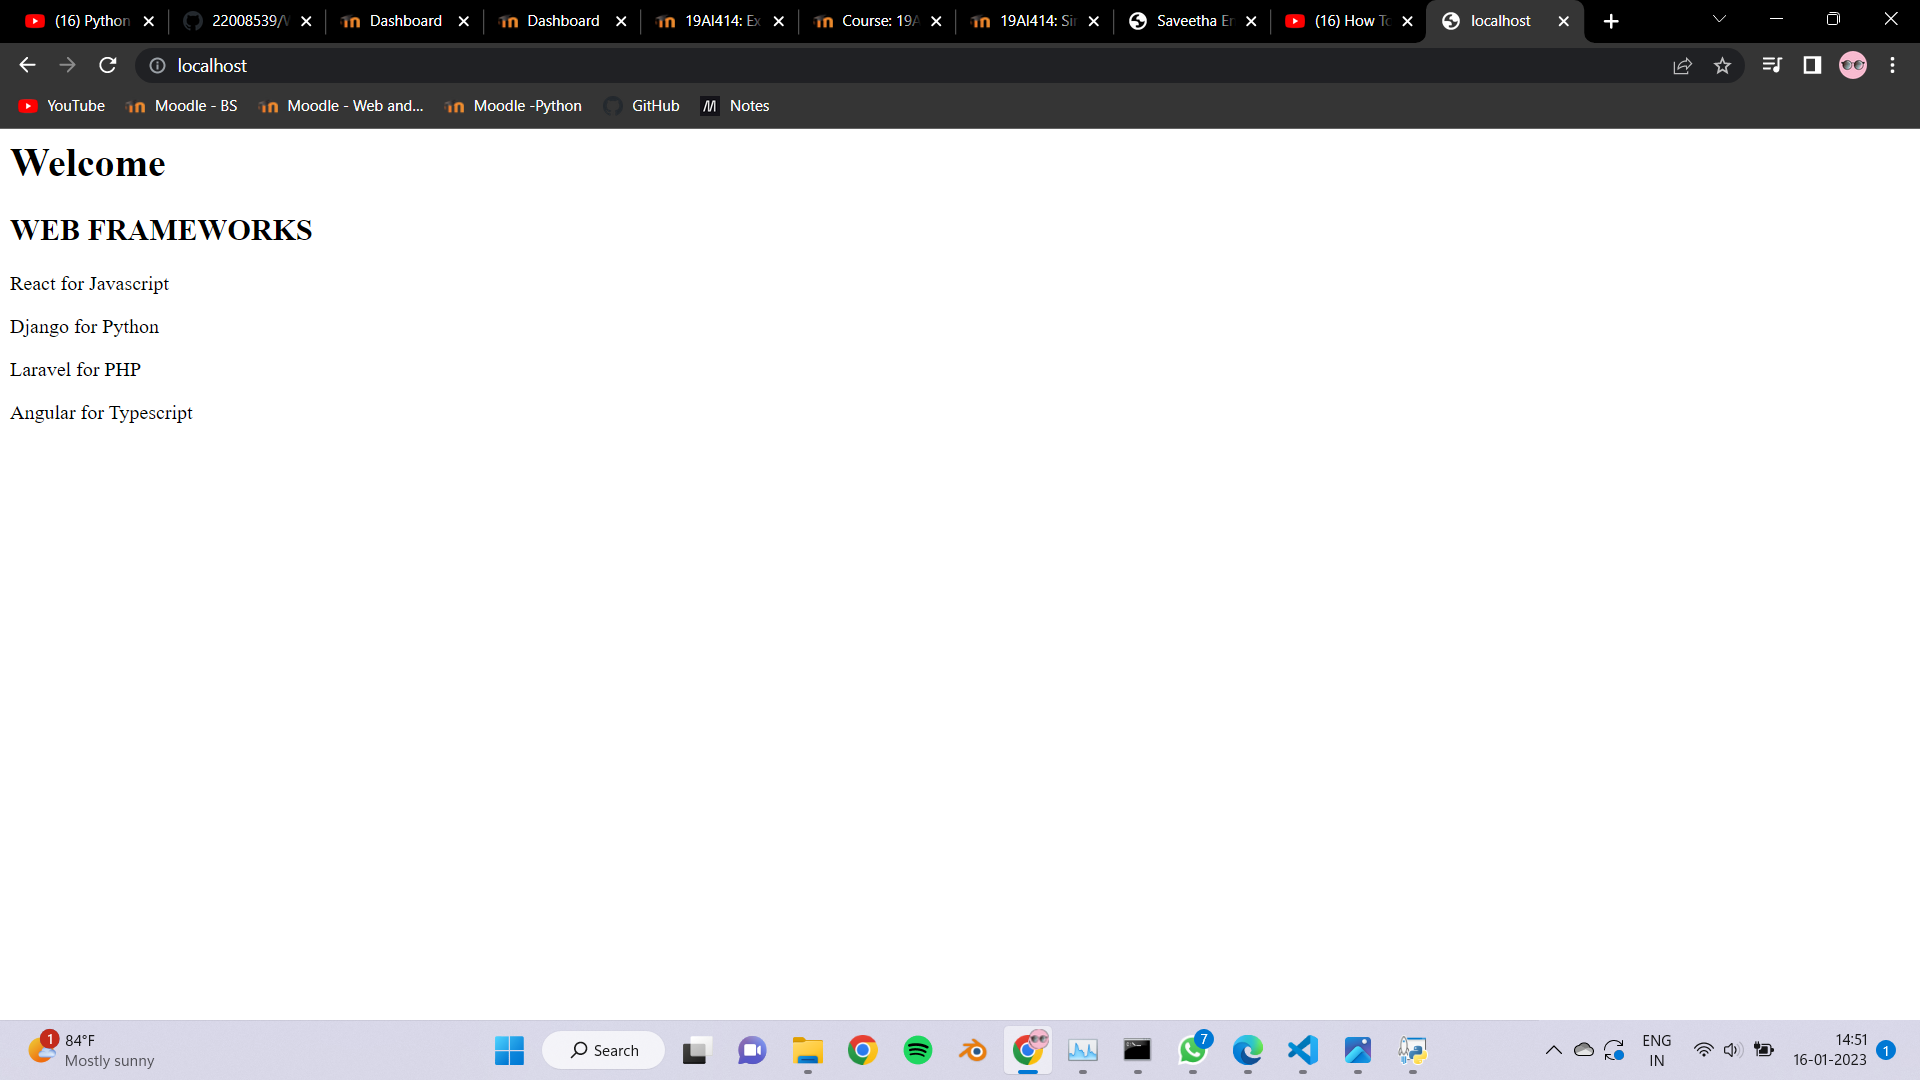 (16) Python
22008539/
Dashboard
Dashboard
19AI414: Ex
Course: 19A
19AI414: Sir
Saveetha En
(16) How To
localhost
localhost
YouTube
Moodle - BS
Moodle - Web and...
Moodle -Python
GitHub
Notes
Welcome
WEB FRAMEWORKS
React for Javascript
Django for Python
Laravel for PHP
Angular for Typescript
1
84°F
Mostly sunny
Search
7
ENG
IN
14:51
16-01-2023
1